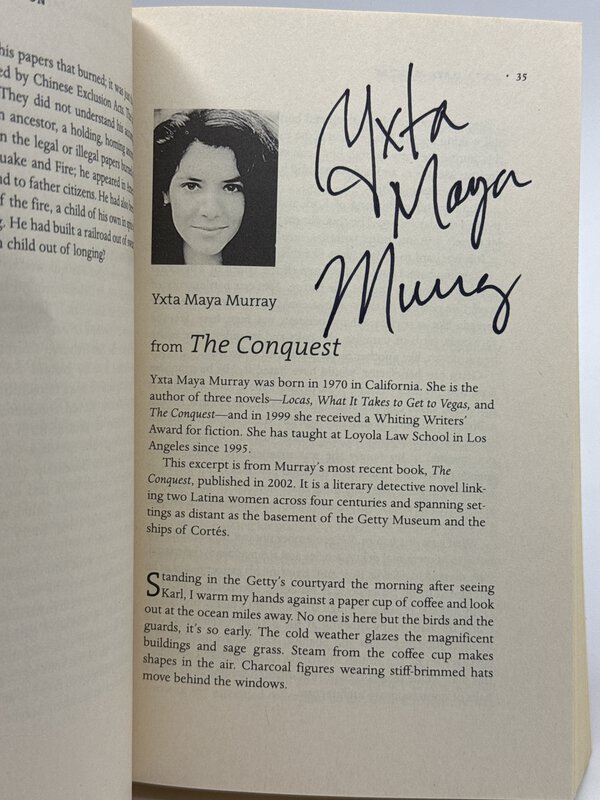 ON
his papers that burned; it was
ed by Chinese Exclusion Acts.
They did not understand his
n ancestor, a holding, homing
n the legal or illegal papers burned
uake and Fire; he appeared in
nd to father citizens. He had also
f the fire, a child of his own in
g. He had built a railroad out of
child out of longing?
· 35
Yxta
Maya
Murray
Yxta Maya Murray
from The Conquest
Yxta Maya Murray was born in 1970 in California. She is the
author of three novels—Locas, What It Takes to Get to Vegas, and
The Conquest—and in 1999 she received a Whiting Writers'
Award for fiction. She has taught at Loyola Law School in Los
Angeles since 1995.
This excerpt is from Murray's most recent book, The
Conquest, published in 2002. It is a literary detective novel link-
ing two Latina women across four centuries and spanning set-
tings as distant as the basement of the Getty Museum and the
ships of Cortés.
Standing in the Getty's courtyard the morning after seeing
Karl, I warm my hands against a paper cup of coffee and look
out at the ocean miles away. No one is here but the birds and the
guards, it's so early. The cold weather glazes the magnificent
buildings and sage grass. Steam from the coffee cup makes
shapes in the air. Charcoal figures wearing stiff-brimmed hats
move behind the windows.